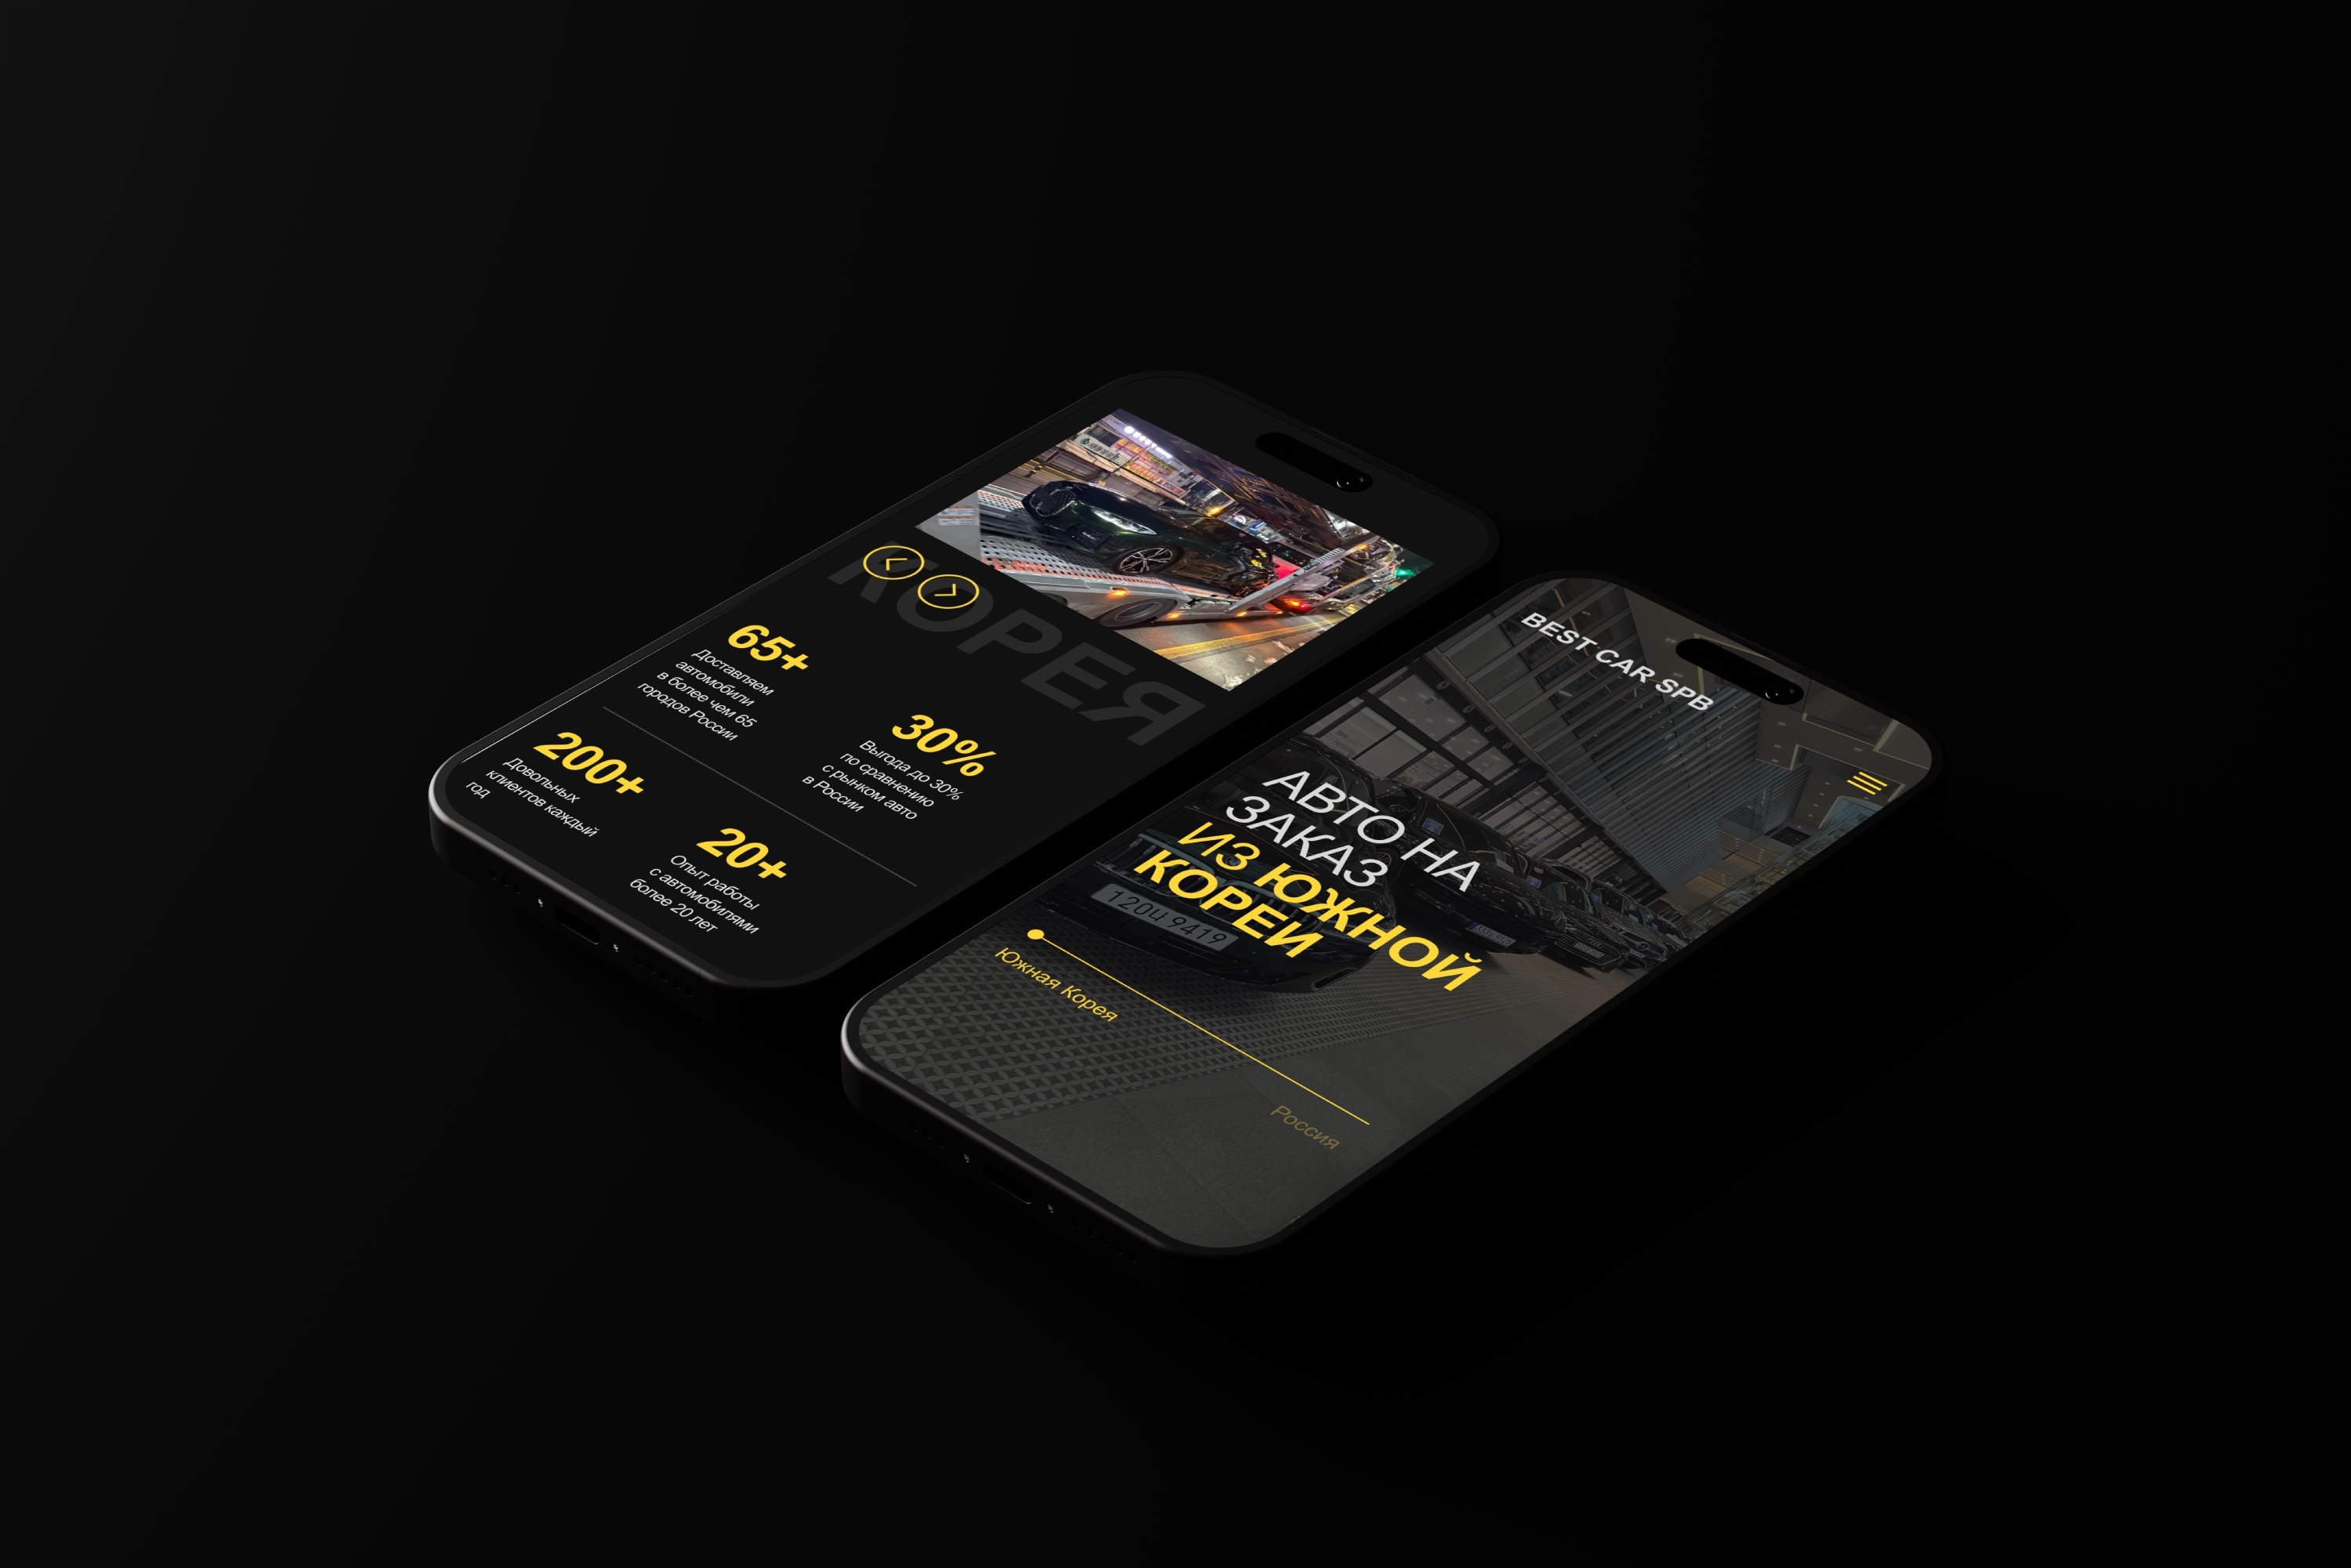 КОРЕЯ
65+
Доставляем
автомобили
в более чем 65
городов России
30%
Выгода до 30%
по сравнению
с рынком авто
в России
200+
Довольных
клиентов каждый
год
20+
Опыт работы
с автомобилями
более 20 лет
BEST CAR SPB
АВТО НА
ЗАКАЗ
ИЗ ЮЖНОЙ
КОРЕИ
Южная Корея
Россия